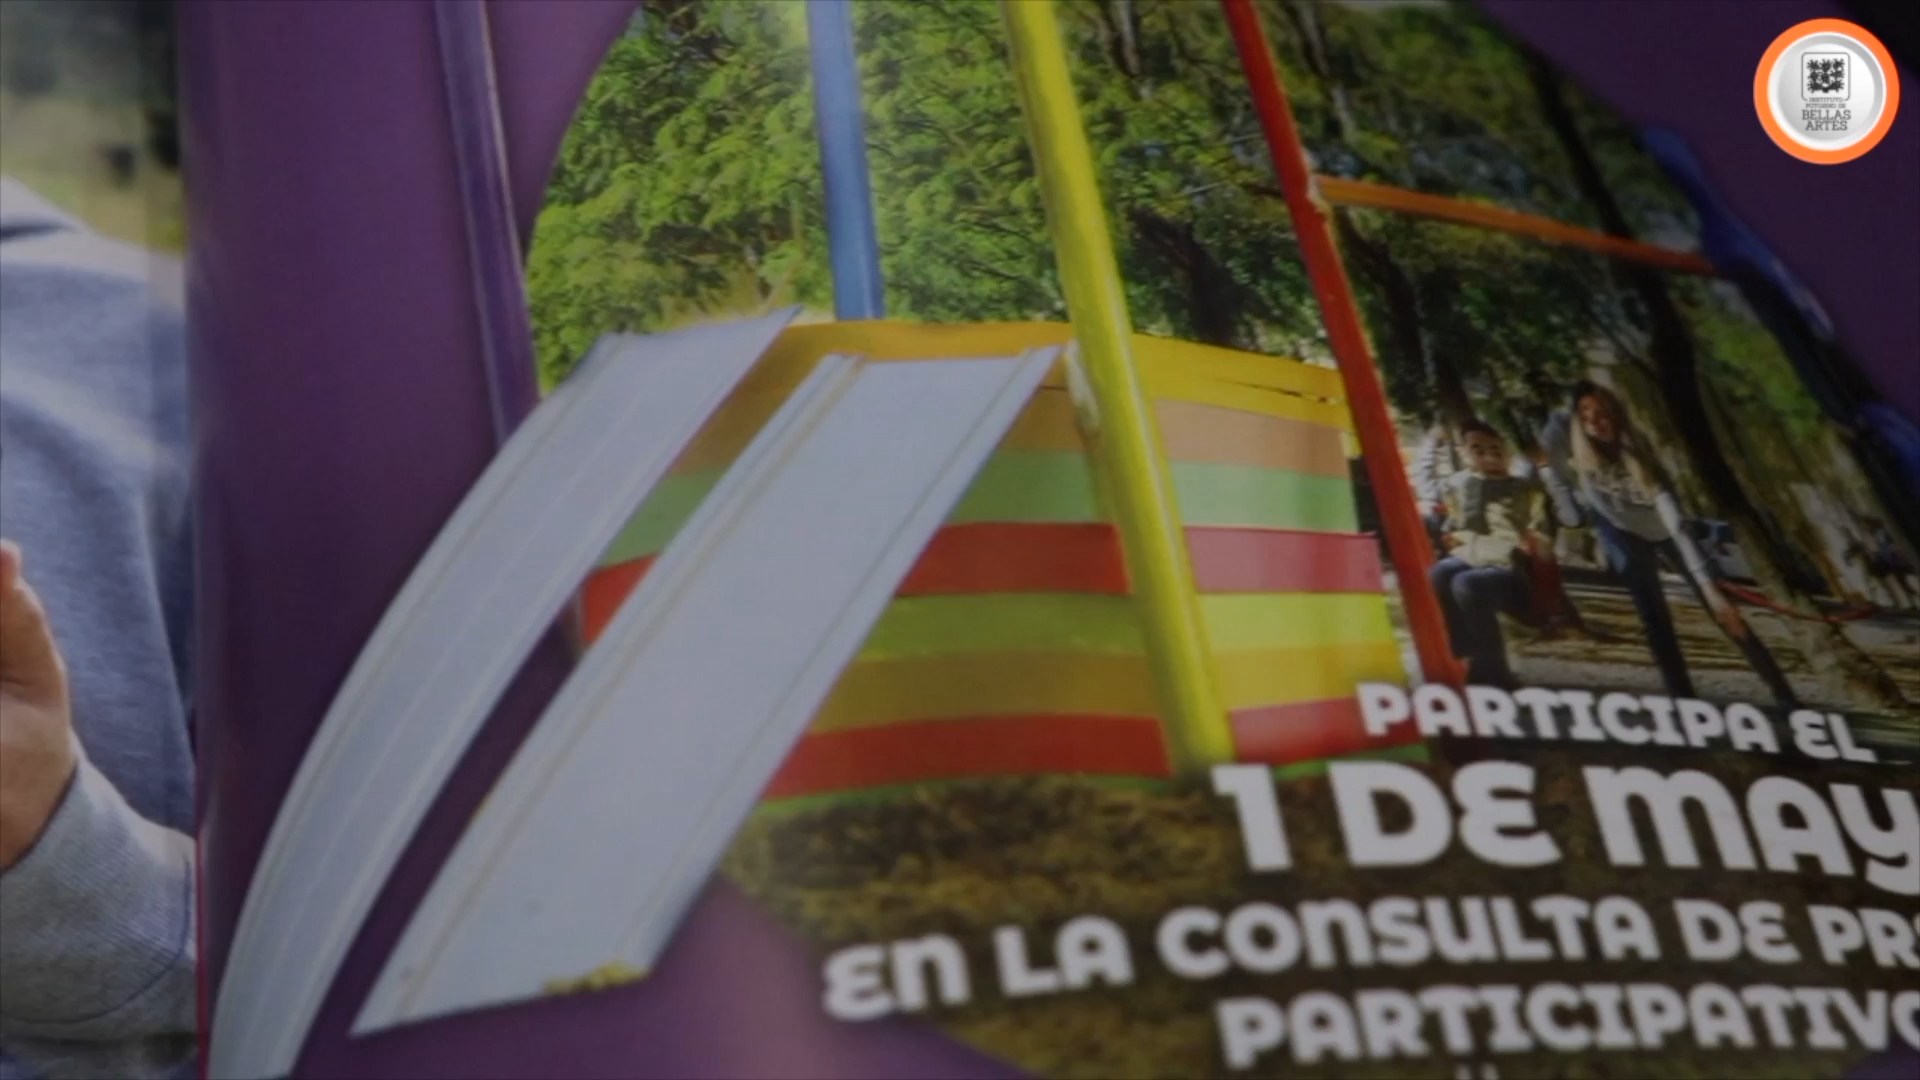 INSTITUTO
POTOSINO DE
BELLAS
ARTES
PARTICIPA EL
1 DE MAY
EN LA CONSULTA DE PR
PARTICIPATIVO